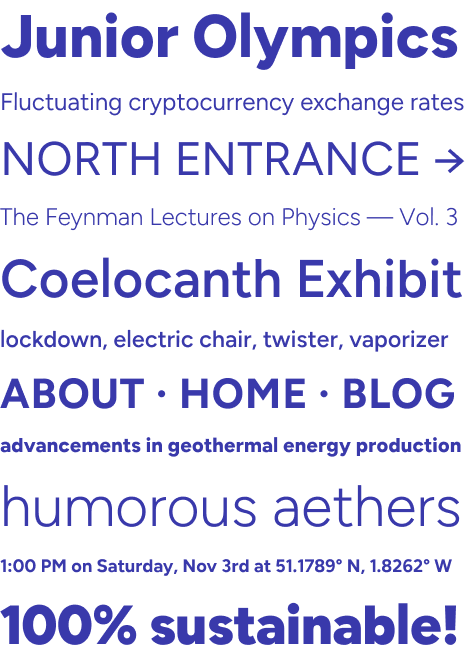 Junior Olympics
Fluctuating cryptocurrency exchange rates
NORTH ENTRANCE →
The Feynman Lectures on Physics — Vol. 3
Coelocanth Exhibit
lockdown, electric chair, twister, vaporizer
ABOUT · HOME · BLOG
advancements in geothermal energy production
humorous aethers
1:00 PM on Saturday, Nov 3rd at 51.1789° N, 1.8262° W
100% sustainable!